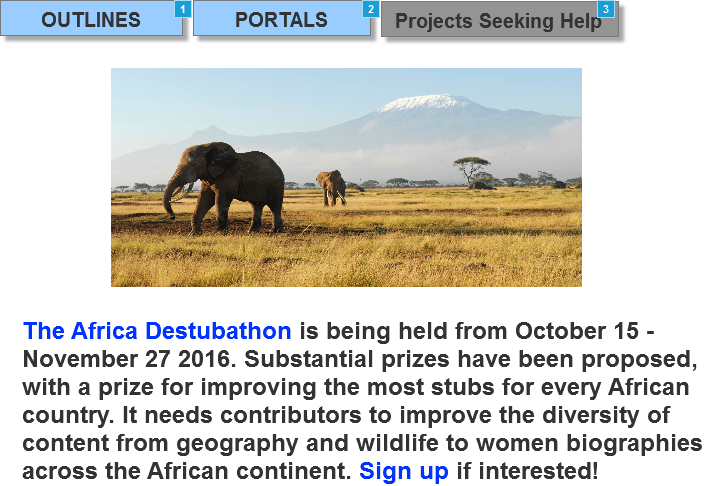 OUTLINES 1 PORTALS 2 Projects Seeking Help 3
The Africa Destubathon is being held from October 15 -
November 27 2016. Substantial prizes have been proposed,
with a prize for improving the most stubs for every African
country. It needs contributors to improve the diversity of
content from geography and wildlife to women biographies
across the African continent. Sign up if interested!